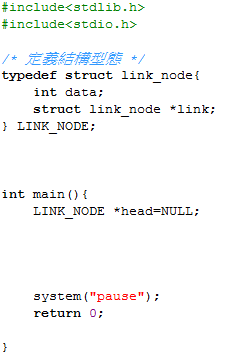 #include<stdlib.h>
#include<stdio.h>
/* 定義結構型態 */
typedef struct link_node{
int data;
struct link_node *link;
} LINK_NODE;
int main(){
LINK_NODE *head=NULL;
system("pause");
return 0;
}